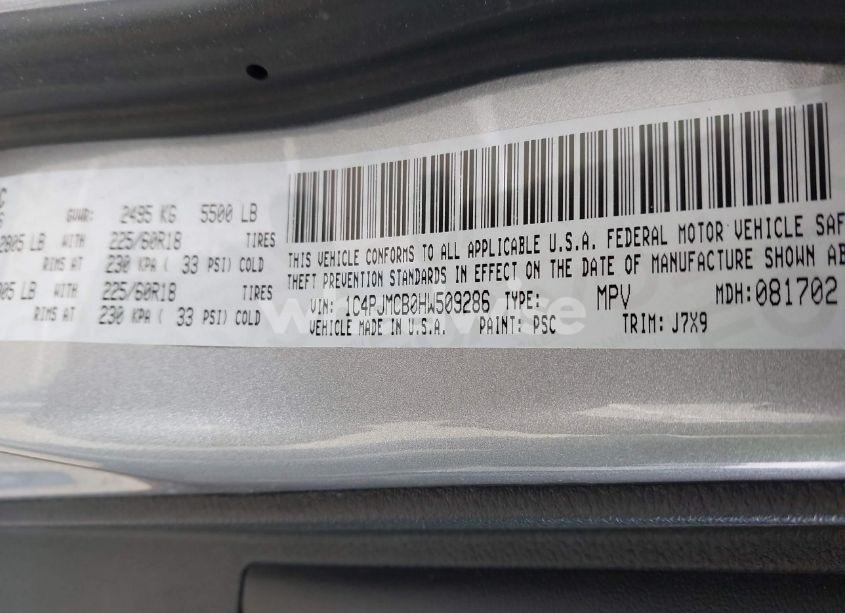 GVWR: 2495 KG 5500 LB
2805 LB WITH 225/60R18 TIRES
RIMS AT 230 KPA ( 33 PSI) COLD
805 LB WITH 225/60R18 TIRES
RIMS AT 230 KPA ( 33 PSI) COLD
THIS VEHICLE CONFORMS TO ALL APPLICABLE U.S.A. FEDERAL MOTOR VEHICLE SAF
THEFT PREVENTION STANDARDS IN EFFECT ON THE DATE OF MANUFACTURE SHOWN AB
VIN: 1C4PJMCB0HW509286 TYPE: MPV MDH: 081702
VEHICLE MADE IN U.S.A. PAINT: PSC TRIM: J7X9